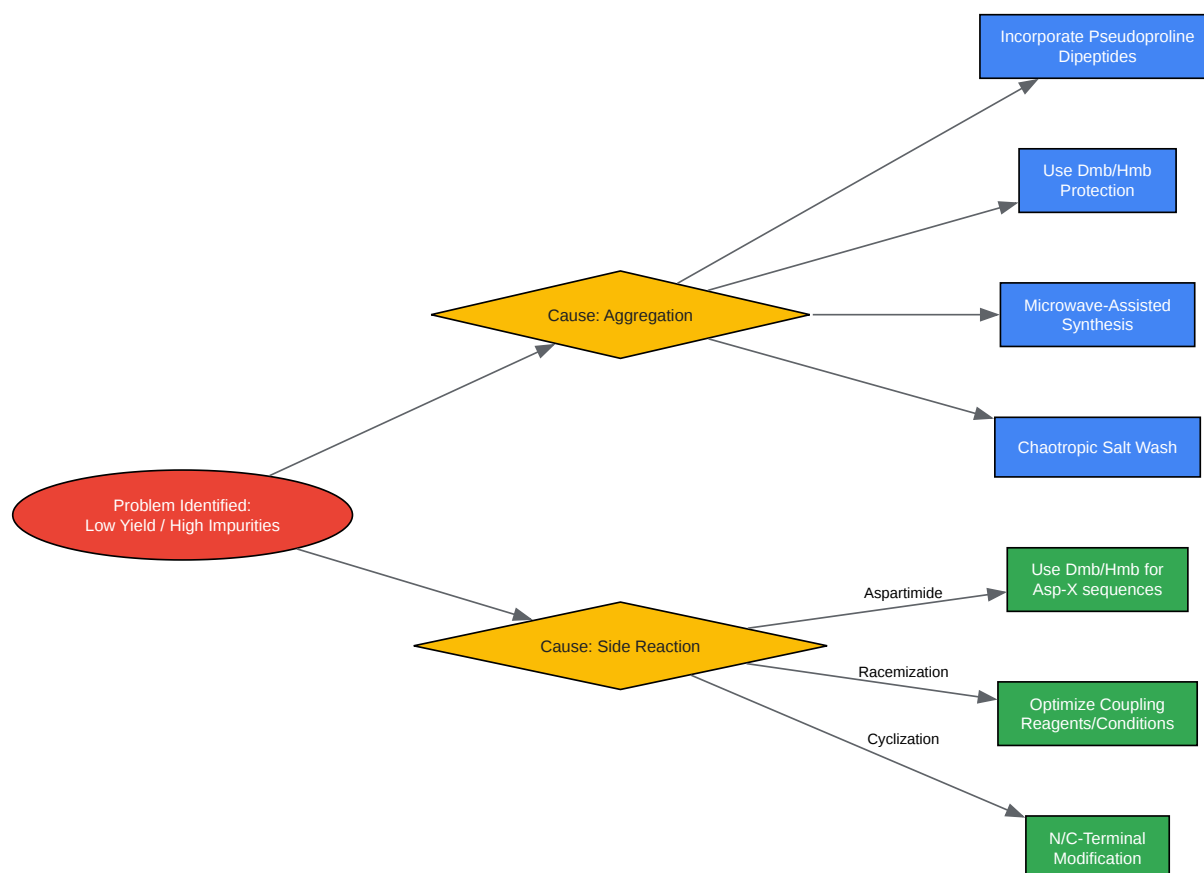 Incorporate Pseudoproline
Dipeptides
Use Dmb/Hmb
Protection
Cause: Aggregation
Microwave-Assisted
Synthesis
Chaotropic Salt Wash
Problem Identified:
Low Yield / High Impurities
Use Dmb/Hmb for
Asp-X sequences
Aspartimide
Cause: Side Reaction
Racemization
Optimize Coupling
Reagents/Conditions
Cyclization
N/C-Terminal
Modification